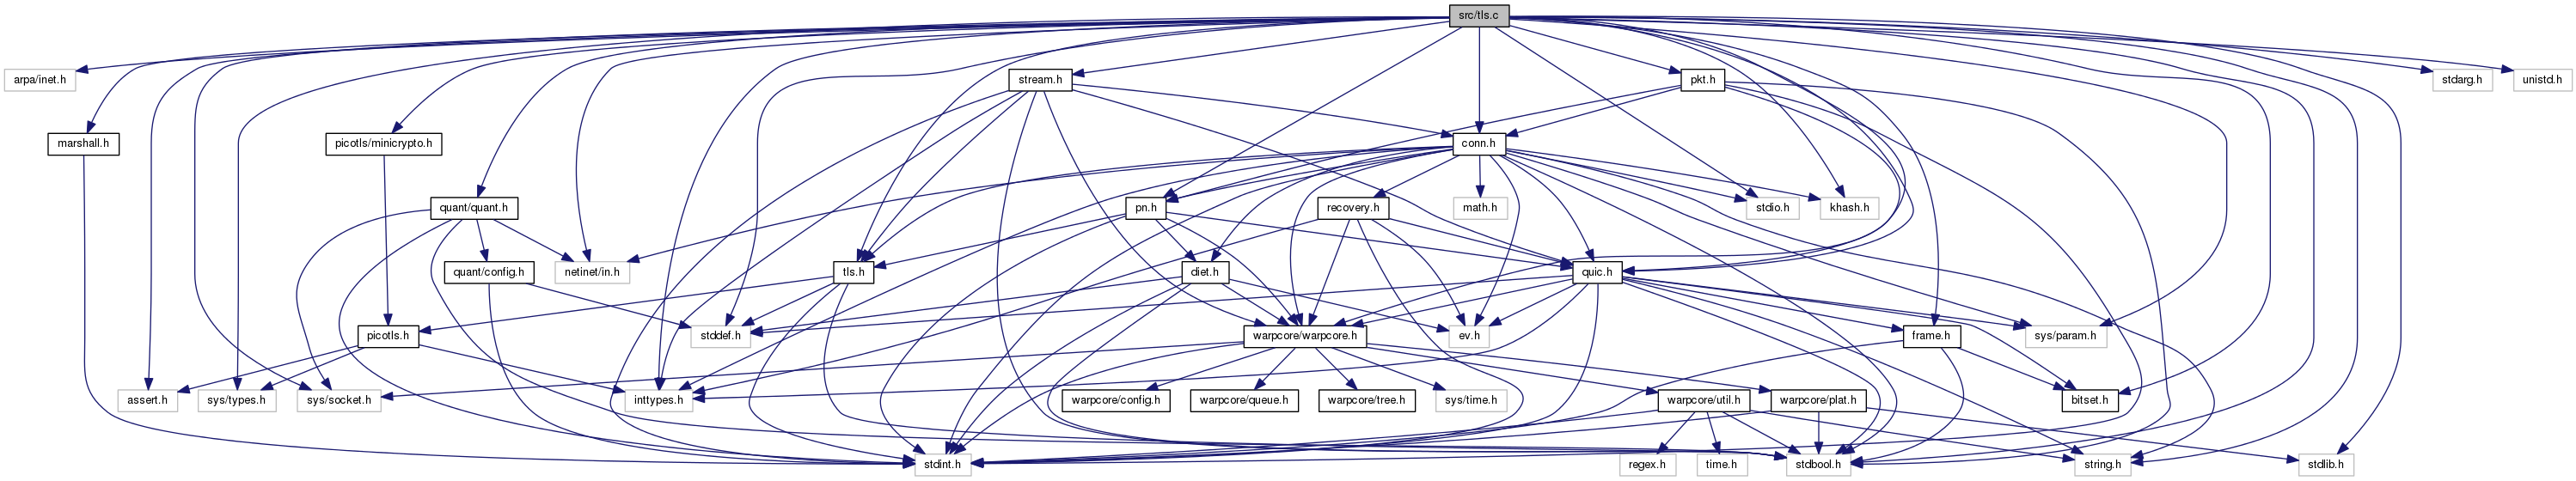 src/tls.c
arpa/inet.h
stream.h
pkt.h
stdarg.h
unistd.h
marshall.h
picotls/minicrypto.h
conn.h
quant/quant.h
pn.h
recovery.h
math.h
stdio.h
khash.h
quant/config.h
netinet/in.h
tls.h
diet.h
quic.h
picotls.h
stddef.h
warpcore/warpcore.h
ev.h
frame.h
sys/param.h
assert.h
sys/types.h
sys/socket.h
inttypes.h
warpcore/config.h
warpcore/queue.h
warpcore/tree.h
sys/time.h
warpcore/util.h
warpcore/plat.h
bitset.h
stdint.h
regex.h
time.h
stdbool.h
string.h
stdlib.h